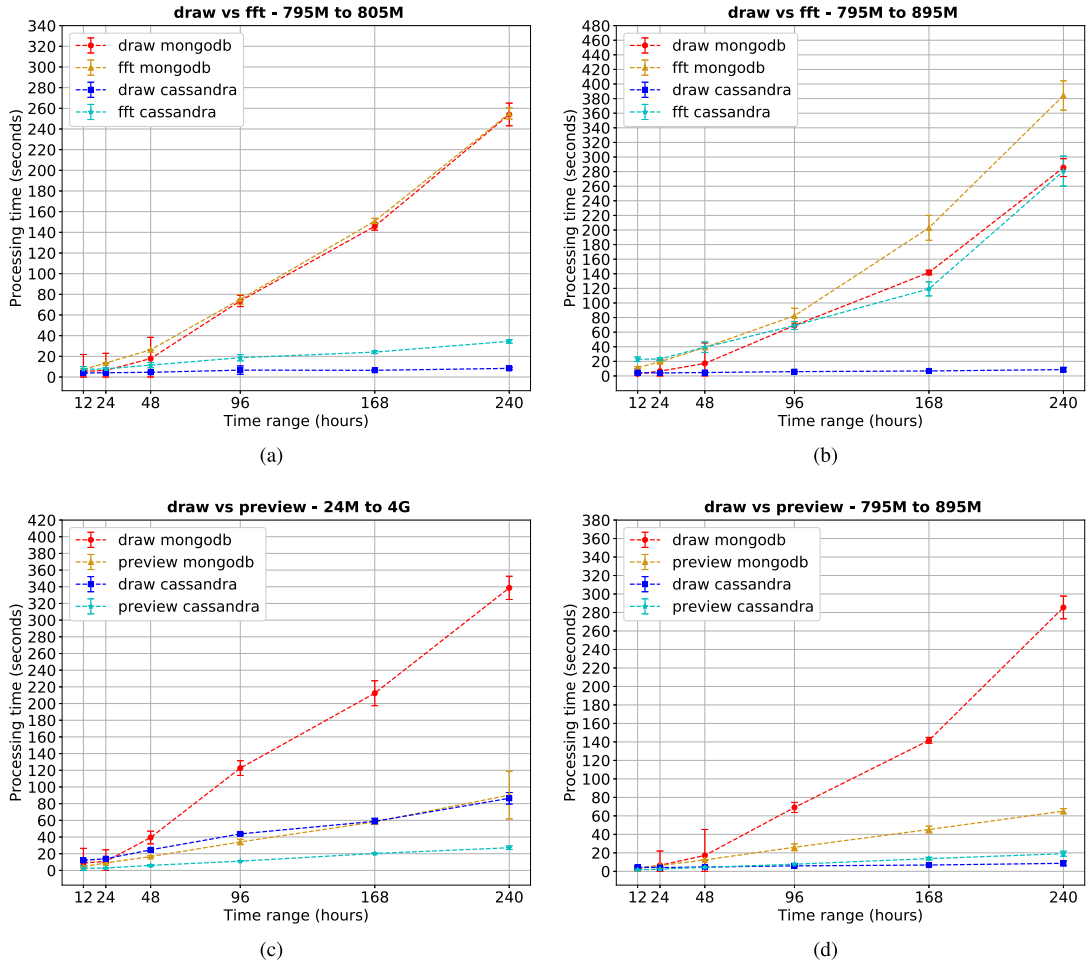 draw vs fft - 795M to 805M
340
320
300
280
260
240
220
200
180
160
140
120
100
80
60
40
20
0
Processing time (seconds)
draw mongodb
fft mongodb
draw cassandra
fft cassandra
12 24 48 96 168 240
Time range (hours)
(a)
draw vs fft - 795M to 895M
480
460
440
420
400
380
360
340
320
300
280
260
240
220
200
180
160
140
120
100
80
60
40
20
0
Processing time (seconds)
draw mongodb
fft mongodb
draw cassandra
fft cassandra
12 24 48 96 168 240
Time range (hours)
(b)
draw vs preview - 24M to 4G
420
400
380
360
340
320
300
280
260
240
220
200
180
160
140
120
100
80
60
40
20
0
Processing time (seconds)
draw mongodb
preview mongodb
draw cassandra
preview cassandra
12 24 48 96 168 240
Time range (hours)
(c)
draw vs preview - 795M to 895M
380
360
340
320
300
280
260
240
220
200
180
160
140
120
100
80
60
40
20
0
Processing time (seconds)
draw mongodb
preview mongodb
draw cassandra
preview cassandra
12 24 48 96 168 240
Time range (hours)
(d)